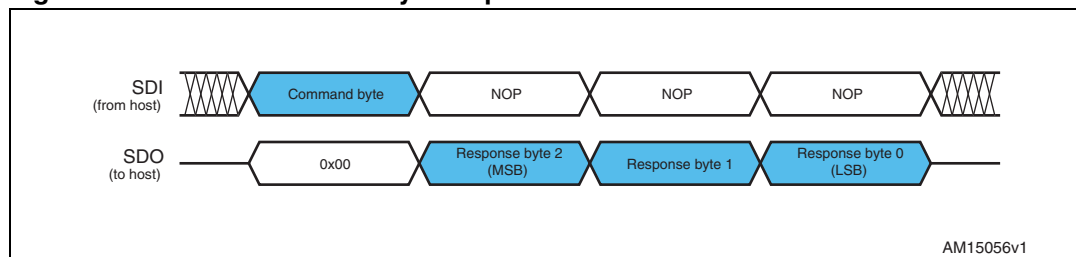 SDI
(from host)
Command byte
NOP
NOP
NOP
SDO
(to host)
0x00
Response byte 2
(MSB)
Response byte 1
Response byte 0
(LSB)
AM15056v1